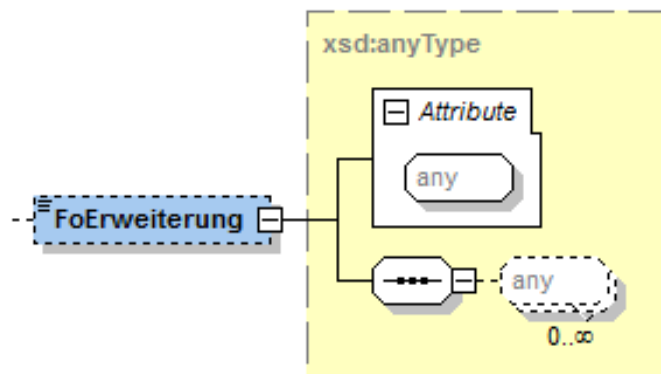 xsd:anyType
Attribute
any
FoErweiterung
any
0..∞